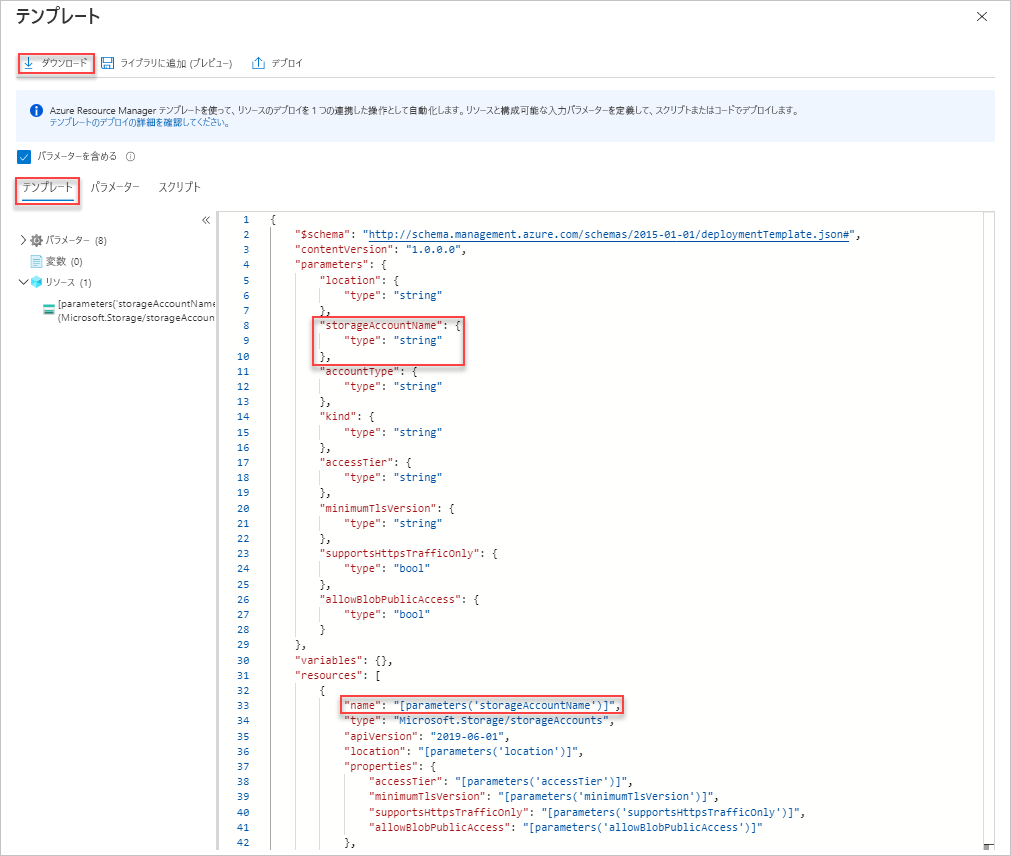 テンプレート
ダウンロード ライブラリに追加 (プレビュー) デプロイ
Azure Resource Manager テンプレートを使って、リソースのデプロイを 1 つの連携した操作として自動化します。リソースと構成可能な入力パラメーターを定義して、スクリプトまたはコードでデプロイします。
テンプレートのデプロイの詳細を確認してください。
パラメーターを含める
テンプレート パラメーター スクリプト
パラメーター (8)
変数 (0)
リソース (1)
[parameters('storageAccountName
(Microsoft.Storage/storageAccoun
1 {
2 "$schema": "http://schema.management.azure.com/schemas/2015-01-01/deploymentTemplate.json#",
3 "contentVersion": "1.0.0.0",
4 "parameters": {
5 "location": {
6 "type": "string"
7 },
8 "storageAccountName": {
9 "type": "string"
10 },
11 "accountType": {
12 "type": "string"
13 },
14 "kind": {
15 "type": "string"
16 },
17 "accessTier": {
18 "type": "string"
19 },
20 "minimumTlsVersion": {
21 "type": "string"
22 },
23 "supportsHttpsTrafficOnly": {
24 "type": "bool"
25 },
26 "allowBlobPublicAccess": {
27 "type": "bool"
28 }
29 },
30 "variables": {},
31 "resources": [
32 {
33 "name": "[parameters('storageAccountName')]",
34 "type": "Microsoft.Storage/storageAccounts",
35 "apiVersion": "2019-06-01",
36 "location": "[parameters('location')]",
37 "properties": {
38 "accessTier": "[parameters('accessTier')]",
39 "minimumTlsVersion": "[parameters('minimumTlsVersion')]",
40 "supportsHttpsTrafficOnly": "[parameters('supportsHttpsTrafficOnly')]",
41 "allowBlobPublicAccess": "[parameters('allowBlobPublicAccess')]"
42 },